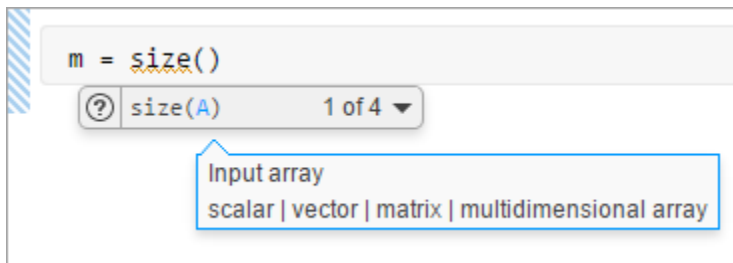 m = size()
? size(A) 1 of 4
Input array
scalar | vector | matrix | multidimensional array